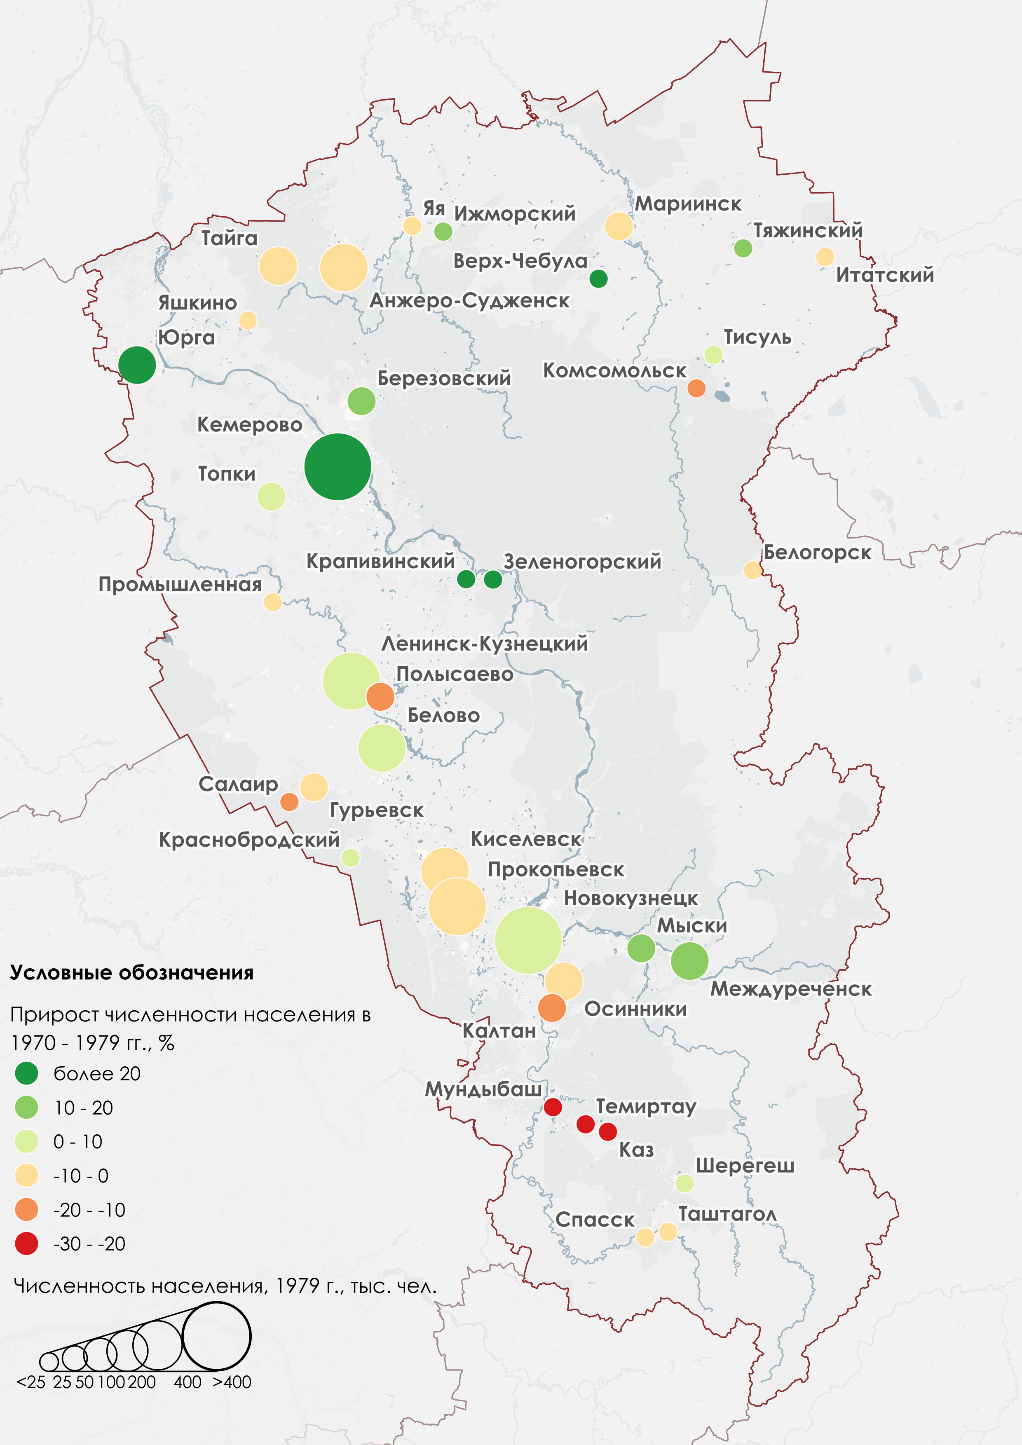 Яя
Ижморский
Мариинск
Тайга
Тяжинский
Верх-Чебула
Итатский
Анжеро-Судженск
Яшкино
Юрга
Тисуль
Комсомольск
Березовский
Кемерово
Топки
Белогорск
Крапивинский
Зеленогорский
Промышленная
Ленинск-Кузнецкий
Полысаево
Белово
Салаир
Гурьевск
Краснобродский
Киселевск
Прокопьевск
Новокузнецк
Мыски
Междуреченск
Осинники
Калтан
Мундыбаш
Темиртау
Каз
Шерегеш
Спасск
Таштагол
Условные обозначения
Прирост численности населения в
1970 - 1979 гг., %
более 20
10 - 20
0 - 10
-10 - 0
-20 - -10
-30 - -20
Численность населения, 1979 г., тыс. чел.
<25 25 50 100 200 400 >400